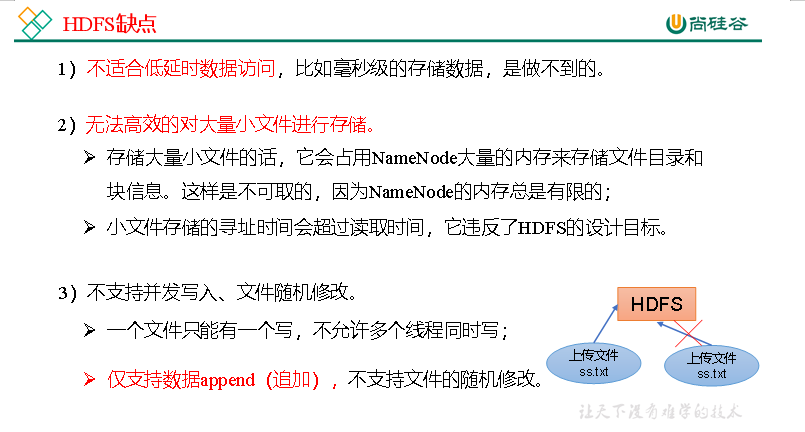 HDFS缺点
尚硅谷
1）不适合低延时数据访问，比如毫秒级的存储数据，是做不到的。
2）无法高效的对大量小文件进行存储。
存储大量小文件的话，它会占用NameNode大量的内存来存储文件目录和
块信息。这样是不可取的，因为NameNode的内存总是有限的；
小文件存储的寻址时间会超过读取时间，它违反了HDFS的设计目标。
3）不支持并发写入、文件随机修改。
一个文件只能有一个写，不允许多个线程同时写；
仅支持数据append（追加），不支持文件的随机修改。
HDFS
上传文件
ss.txt
上传文件
ss.txt
让天下没有难学的技术